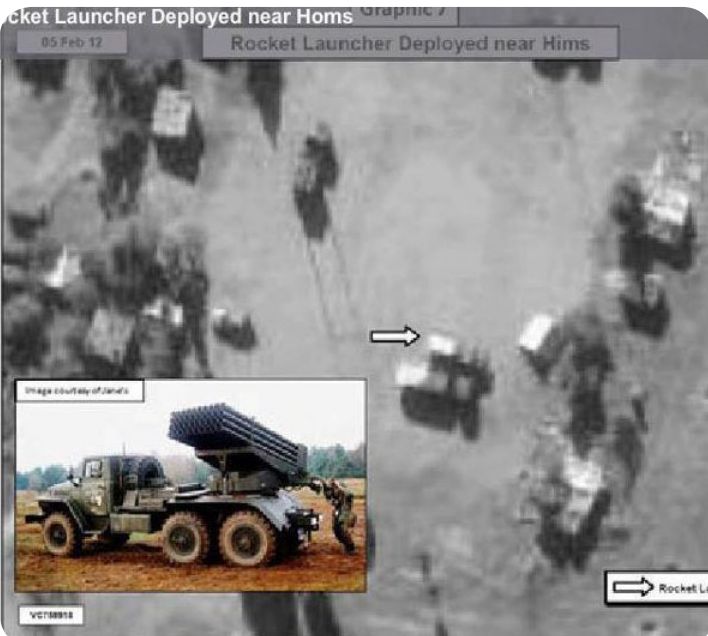 cket Launcher Deployed near Homs
Graphic 7
05 Feb 12
Rocket Launcher Deployed near Hims
Image courtesy of Jane's
Rocket La